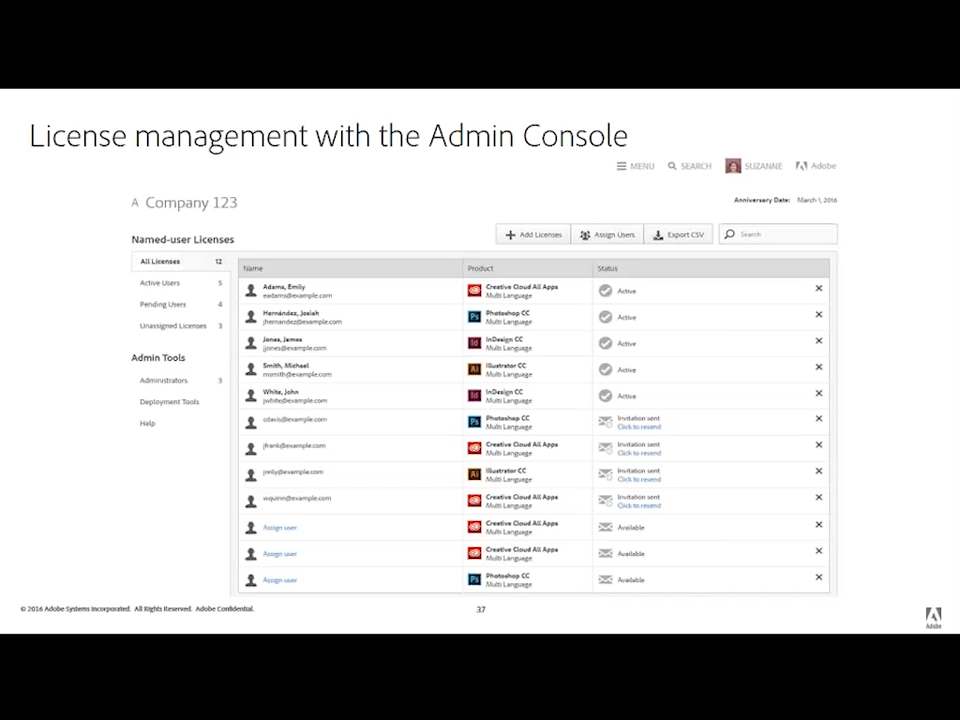 License management with the Admin Console
MENU SEARCH SUZANNE Adobe
A Company 123
Anniversary Date: March 1, 2016
Named-user Licenses
Add Licenses Assign Users Export CSV Search
All Licenses 12
Active Users 5
Pending Users 4
Unassigned Licenses 3
Admin Tools
Administrators 3
Deployment Tools
Help
Name Product Status
Adams, Emily Creative Cloud All Apps Active
eadams@example.com Multi Language
Hernández, Josiah Photoshop CC Active
jhernandez@example.com Multi Language
Jones, James InDesign CC Active
jjones@example.com Multi Language
Smith, Michael Illustrator CC Active
msmith@example.com Multi Language
White, John InDesign CC Active
jwhite@example.com Multi Language
cdavis@example.com Photoshop CC Invitation sent
Multi Language Click to resend
jfrank@example.com Creative Cloud All Apps Invitation sent
Multi Language Click to resend
jreily@example.com Illustrator CC Invitation sent
Multi Language Click to resend
wquinn@example.com Creative Cloud All Apps Invitation sent
Multi Language Click to resend
Assign user Creative Cloud All Apps Available
Multi Language
Assign user Creative Cloud All Apps Available
Multi Language
Assign user Photoshop CC Available
Multi Language
© 2016 Adobe Systems Incorporated. All Rights Reserved. Adobe Confidential.
37
Adobe